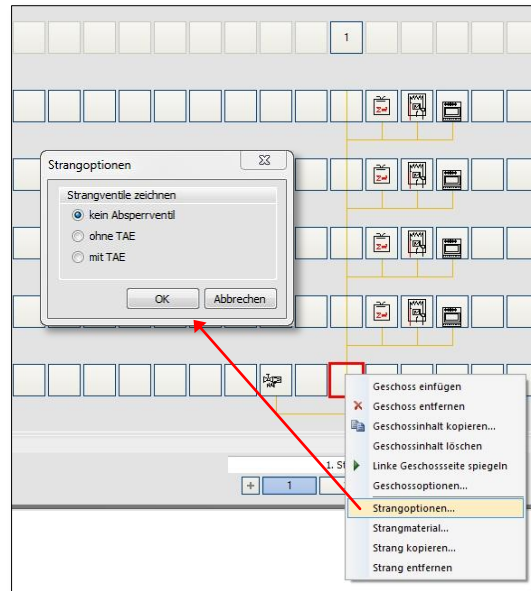 1
Strangoptionen
Strangventile zeichnen
kein Absperrventil
ohne TAE
mit TAE
OK
Abbrechen
Geschoss einfügen
Geschoss entfernen
Geschossinhalt kopieren...
Geschossinhalt löschen
1. St
Linke Geschossseite spiegeln
+
1
Geschossoptionen...
Strangoptionen...
Strangmaterial...
Strang kopieren...
Strang entfernen